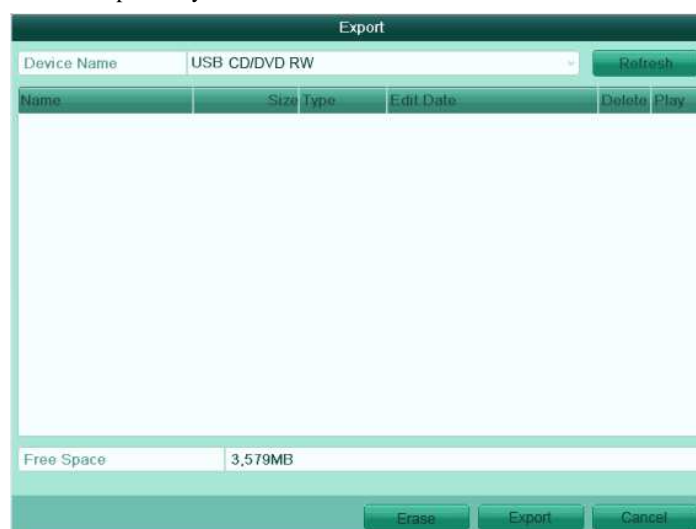 Export
Device Name USB CD/DVD RW Refresh
Name Size Type Edit Date Delete Play
Free Space 3,579MB
Erase Export Cancel